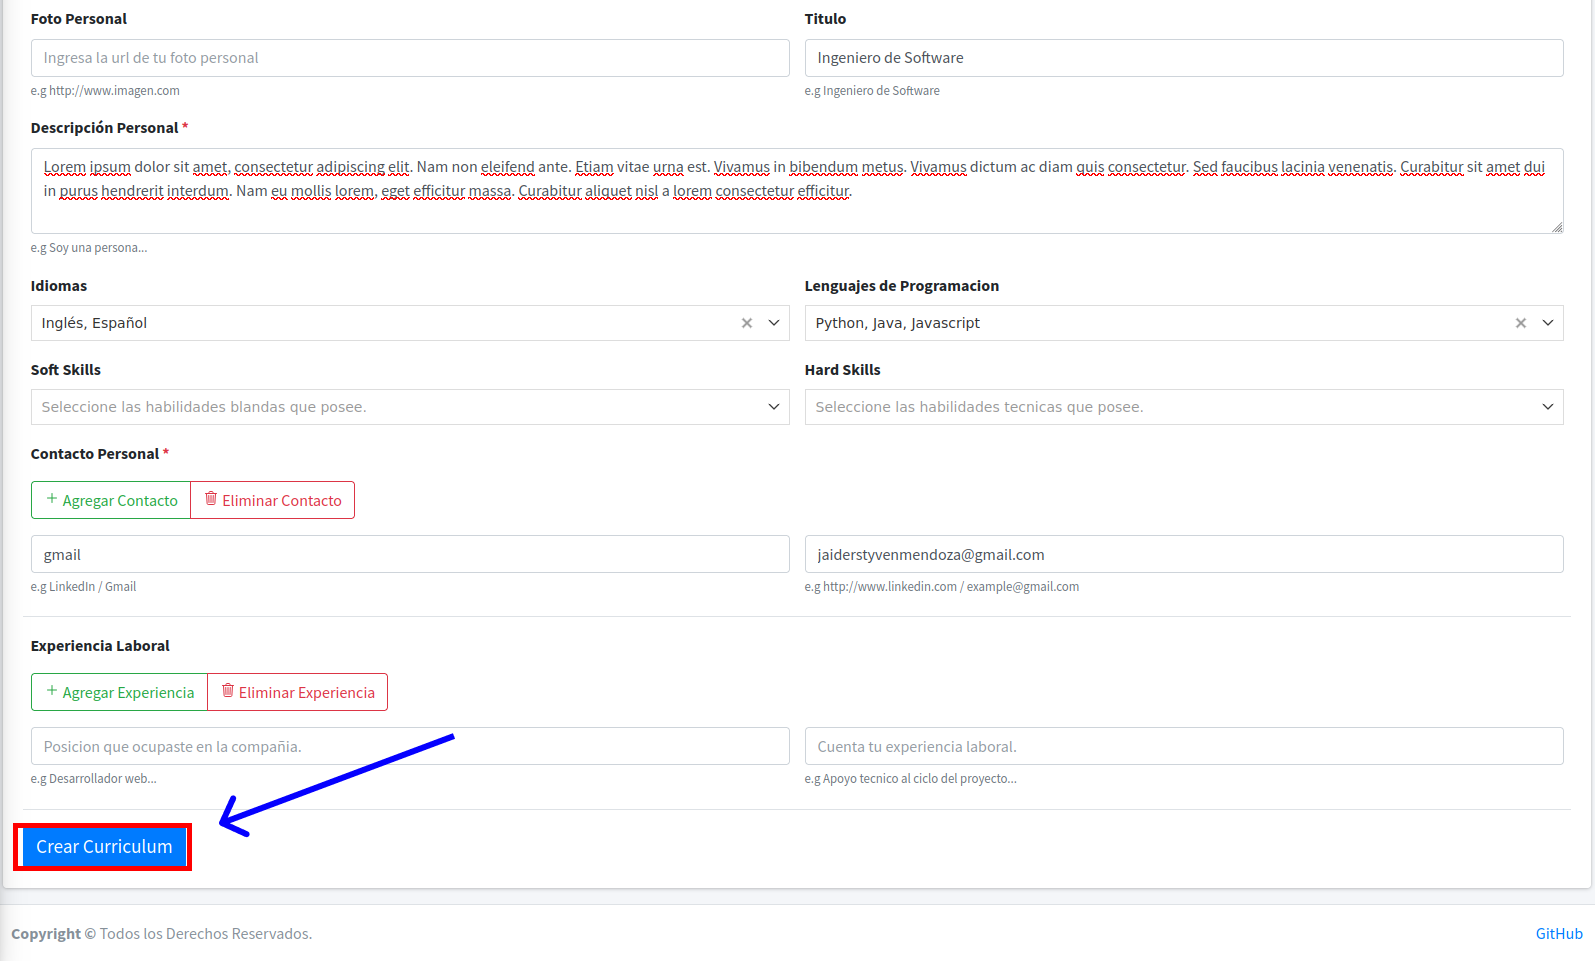 Foto Personal
Titulo
Ingresa la url de tu foto personal
Ingeniero de Software
e.g http://www.imagen.com
e.g Ingeniero de Software
Descripción Personal *
Lorem ipsum dolor sit amet, consectetur adipiscing elit. Nam non eleifend ante. Etiam vitae urna est. Vivamus in bibendum metus. Vivamus dictum ac diam quis consectetur. Sed faucibus lacinia venenatis. Curabitur sit amet dui
in purus hendrerit interdum. Nam eu mollis lorem, eget efficitur massa. Curabitur aliquet nisl a lorem consectetur efficitur.
e.g Soy una persona...
Idiomas
Lenguajes de Programacion
Inglés, Español
Python, Java, Javascript
Soft Skills
Hard Skills
Seleccione las habilidades blandas que posee.
Seleccione las habilidades tecnicas que posee.
Contacto Personal *
+ Agregar Contacto
Eliminar Contacto
gmail
jaiderstyvenmendoza@gmail.com
e.g LinkedIn / Gmail
e.g http://www.linkedin.com / example@gmail.com
Experiencia Laboral
+ Agregar Experiencia
Eliminar Experiencia
Posicion que ocupaste en la compañia.
Cuenta tu experiencia laboral.
e.g Desarrollador web...
e.g Apoyo tecnico al ciclo del proyecto...
Crear Curriculum
Copyright © Todos los Derechos Reservados.
GitHub